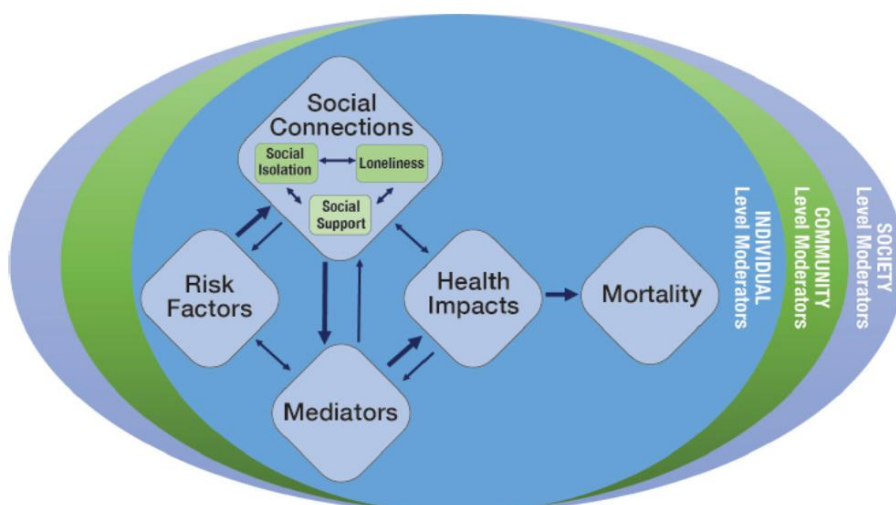 Social
Connections
Social
Isolation
Loneliness
Social
Support
Risk
Factors
Health
Impacts
Mortality
Mediators
INDIVIDUAL
Level Moderators
COMMUNITY
Level Moderators
SOCIETY
Level Moderators